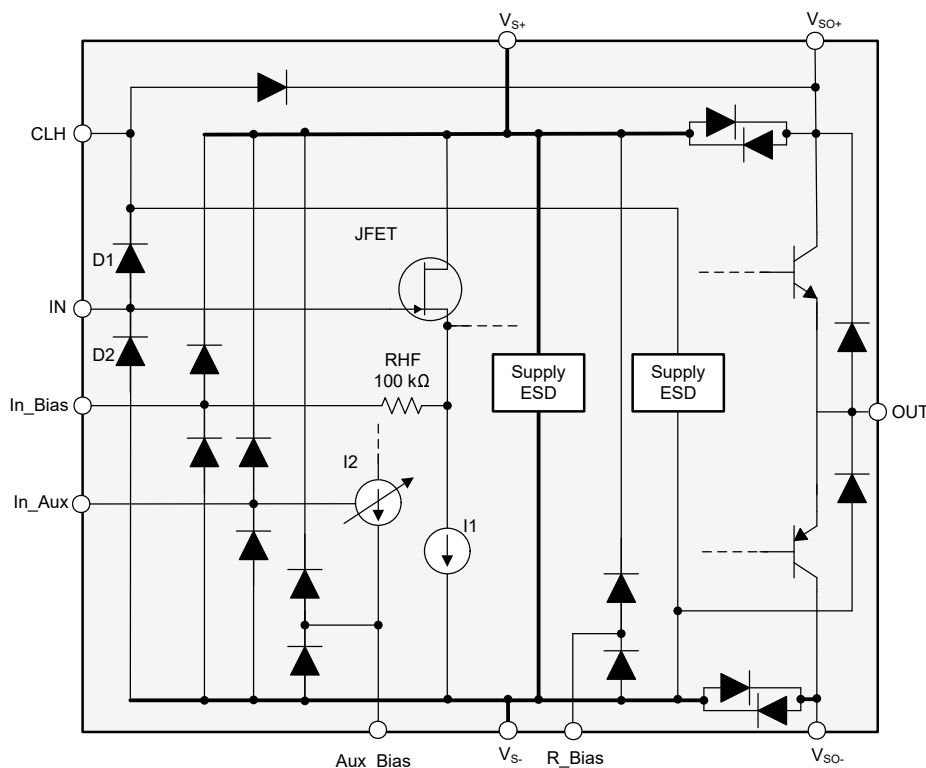 VS+
VSO+
CLH
JFET
D1
IN
D2
RHF
100 kΩ
Supply
ESD
Supply
ESD
In_Bias
OUT
I2
In_Aux
I1
Aux_Bias
VS-
R_Bias
VSO-